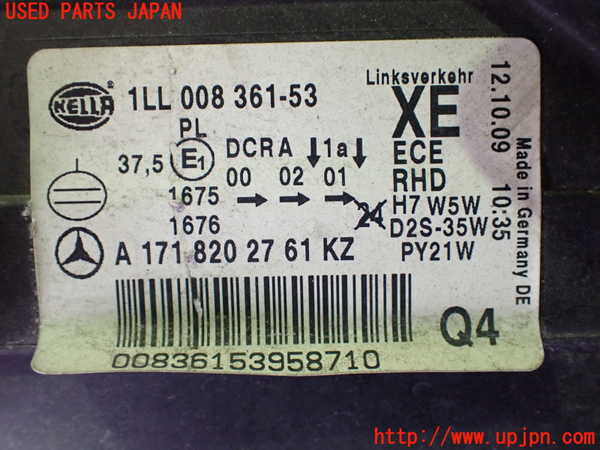 USED PARTS JAPAN
HELLA
1LL 008 361-53
Linksverkehr
PL
XE
37,5 E1 DCRA ↓1a↓
ECE
00 02 01
RHD
1675 → → →
24 H7 W5W
1676
D2S-35W
A 171 820 27 61 KZ
PY21W
Q4
00836153958710
12.10.09 10:35
Made in Germany DE
UPJ
http://www.upjpn.com/